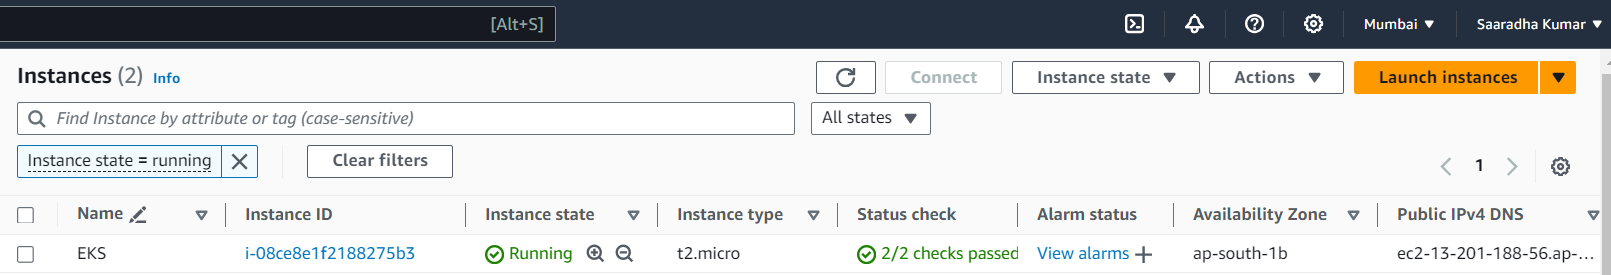 [Alt+S] Mumbai Saaradha Kumar
Instances (2) Info Connect Instance state Actions Launch instances
Find Instance by attribute or tag (case-sensitive) All states
Instance state = running Clear filters 1
Name Instance ID Instance state Instance type Status check Alarm status Availability Zone Public IPv4 DNS
EKS i-08ce8e1f2188275b3 Running t2.micro 2/2 checks passed View alarms ap-south-1b ec2-13-201-188-56.ap-...